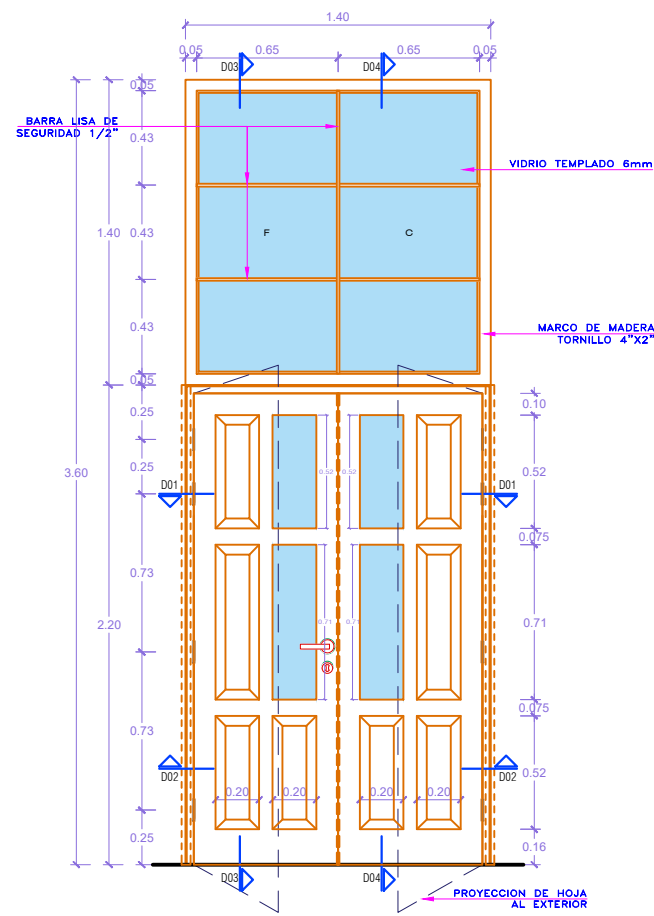 1.40
0.05 0.65 0.65 0.05
D03 D04
0.05
BARRA LISA DE
SEGURIDAD 1/2"
0.43
VIDRIO TEMPLADO 6mm
1.40 0.43 F C
0.43
MARCO DE MADERA
TORNILLO 4"X2"
0.05
0.25 0.10
3.60 0.25 0.52 0.52 0.52
D01 D01
0.075
0.73
2.20 0.71 0.71 0.71
0.075
0.73
D02 D02
0.20 0.20 0.20 0.20 0.52
0.25 0.16
D03 D04
PROYECCION DE HOJA
AL EXTERIOR